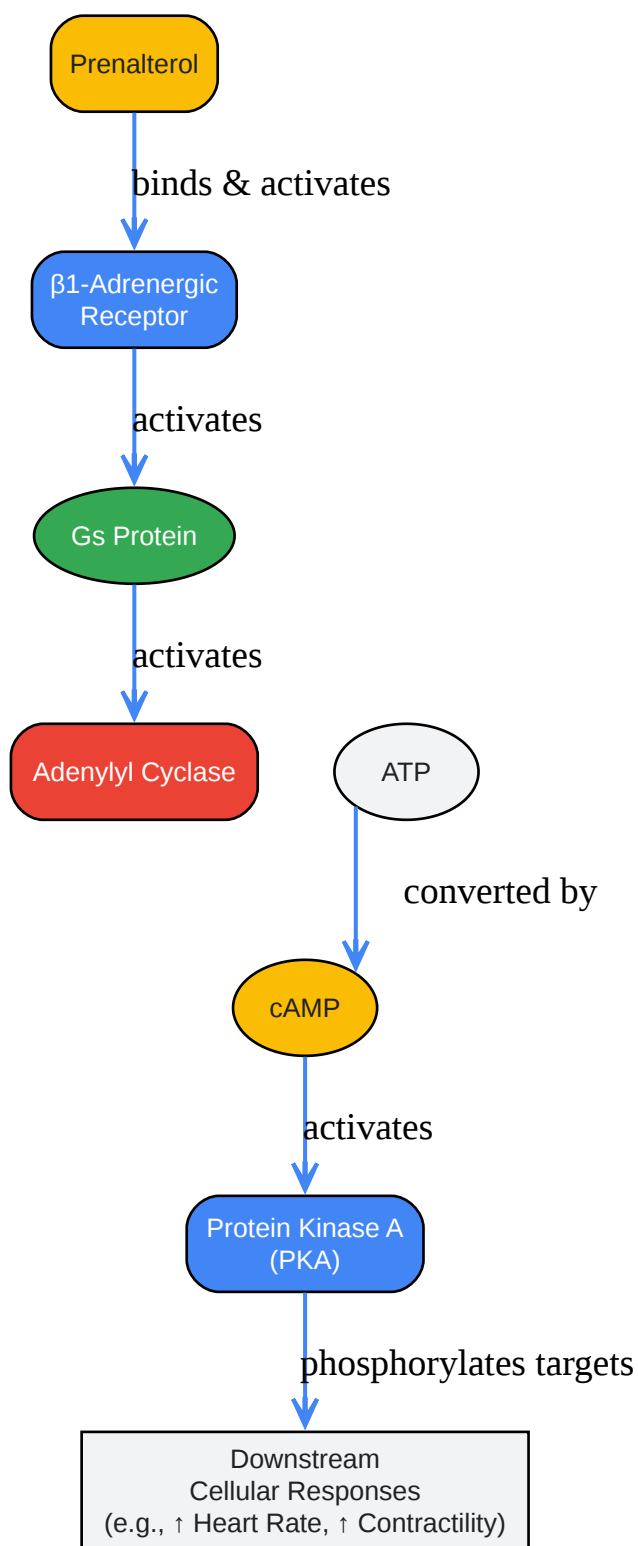 Prenalterol
binds & activates
β1-Adrenergic
Receptor
activates
Gs Protein
activates
Adenylyl Cyclase
ATP
converted by
cAMP
activates
Protein Kinase A
(PKA)
phosphorylates targets
Downstream
Cellular Responses
(e.g., ↑ Heart Rate, ↑ Contractility)